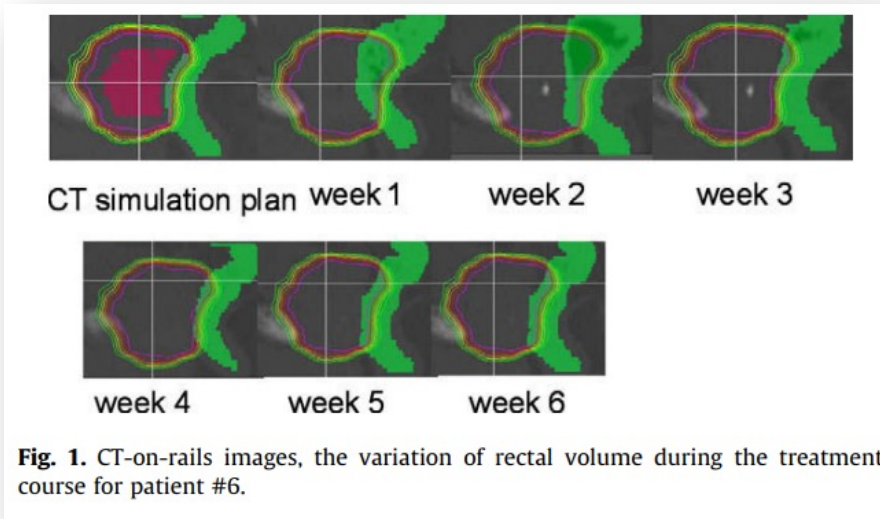 CT simulation plan week 1 week 2 week 3
week 4 week 5 week 6
Fig. 1. CT-on-rails images, the variation of rectal volume during the treatment
course for patient #6.